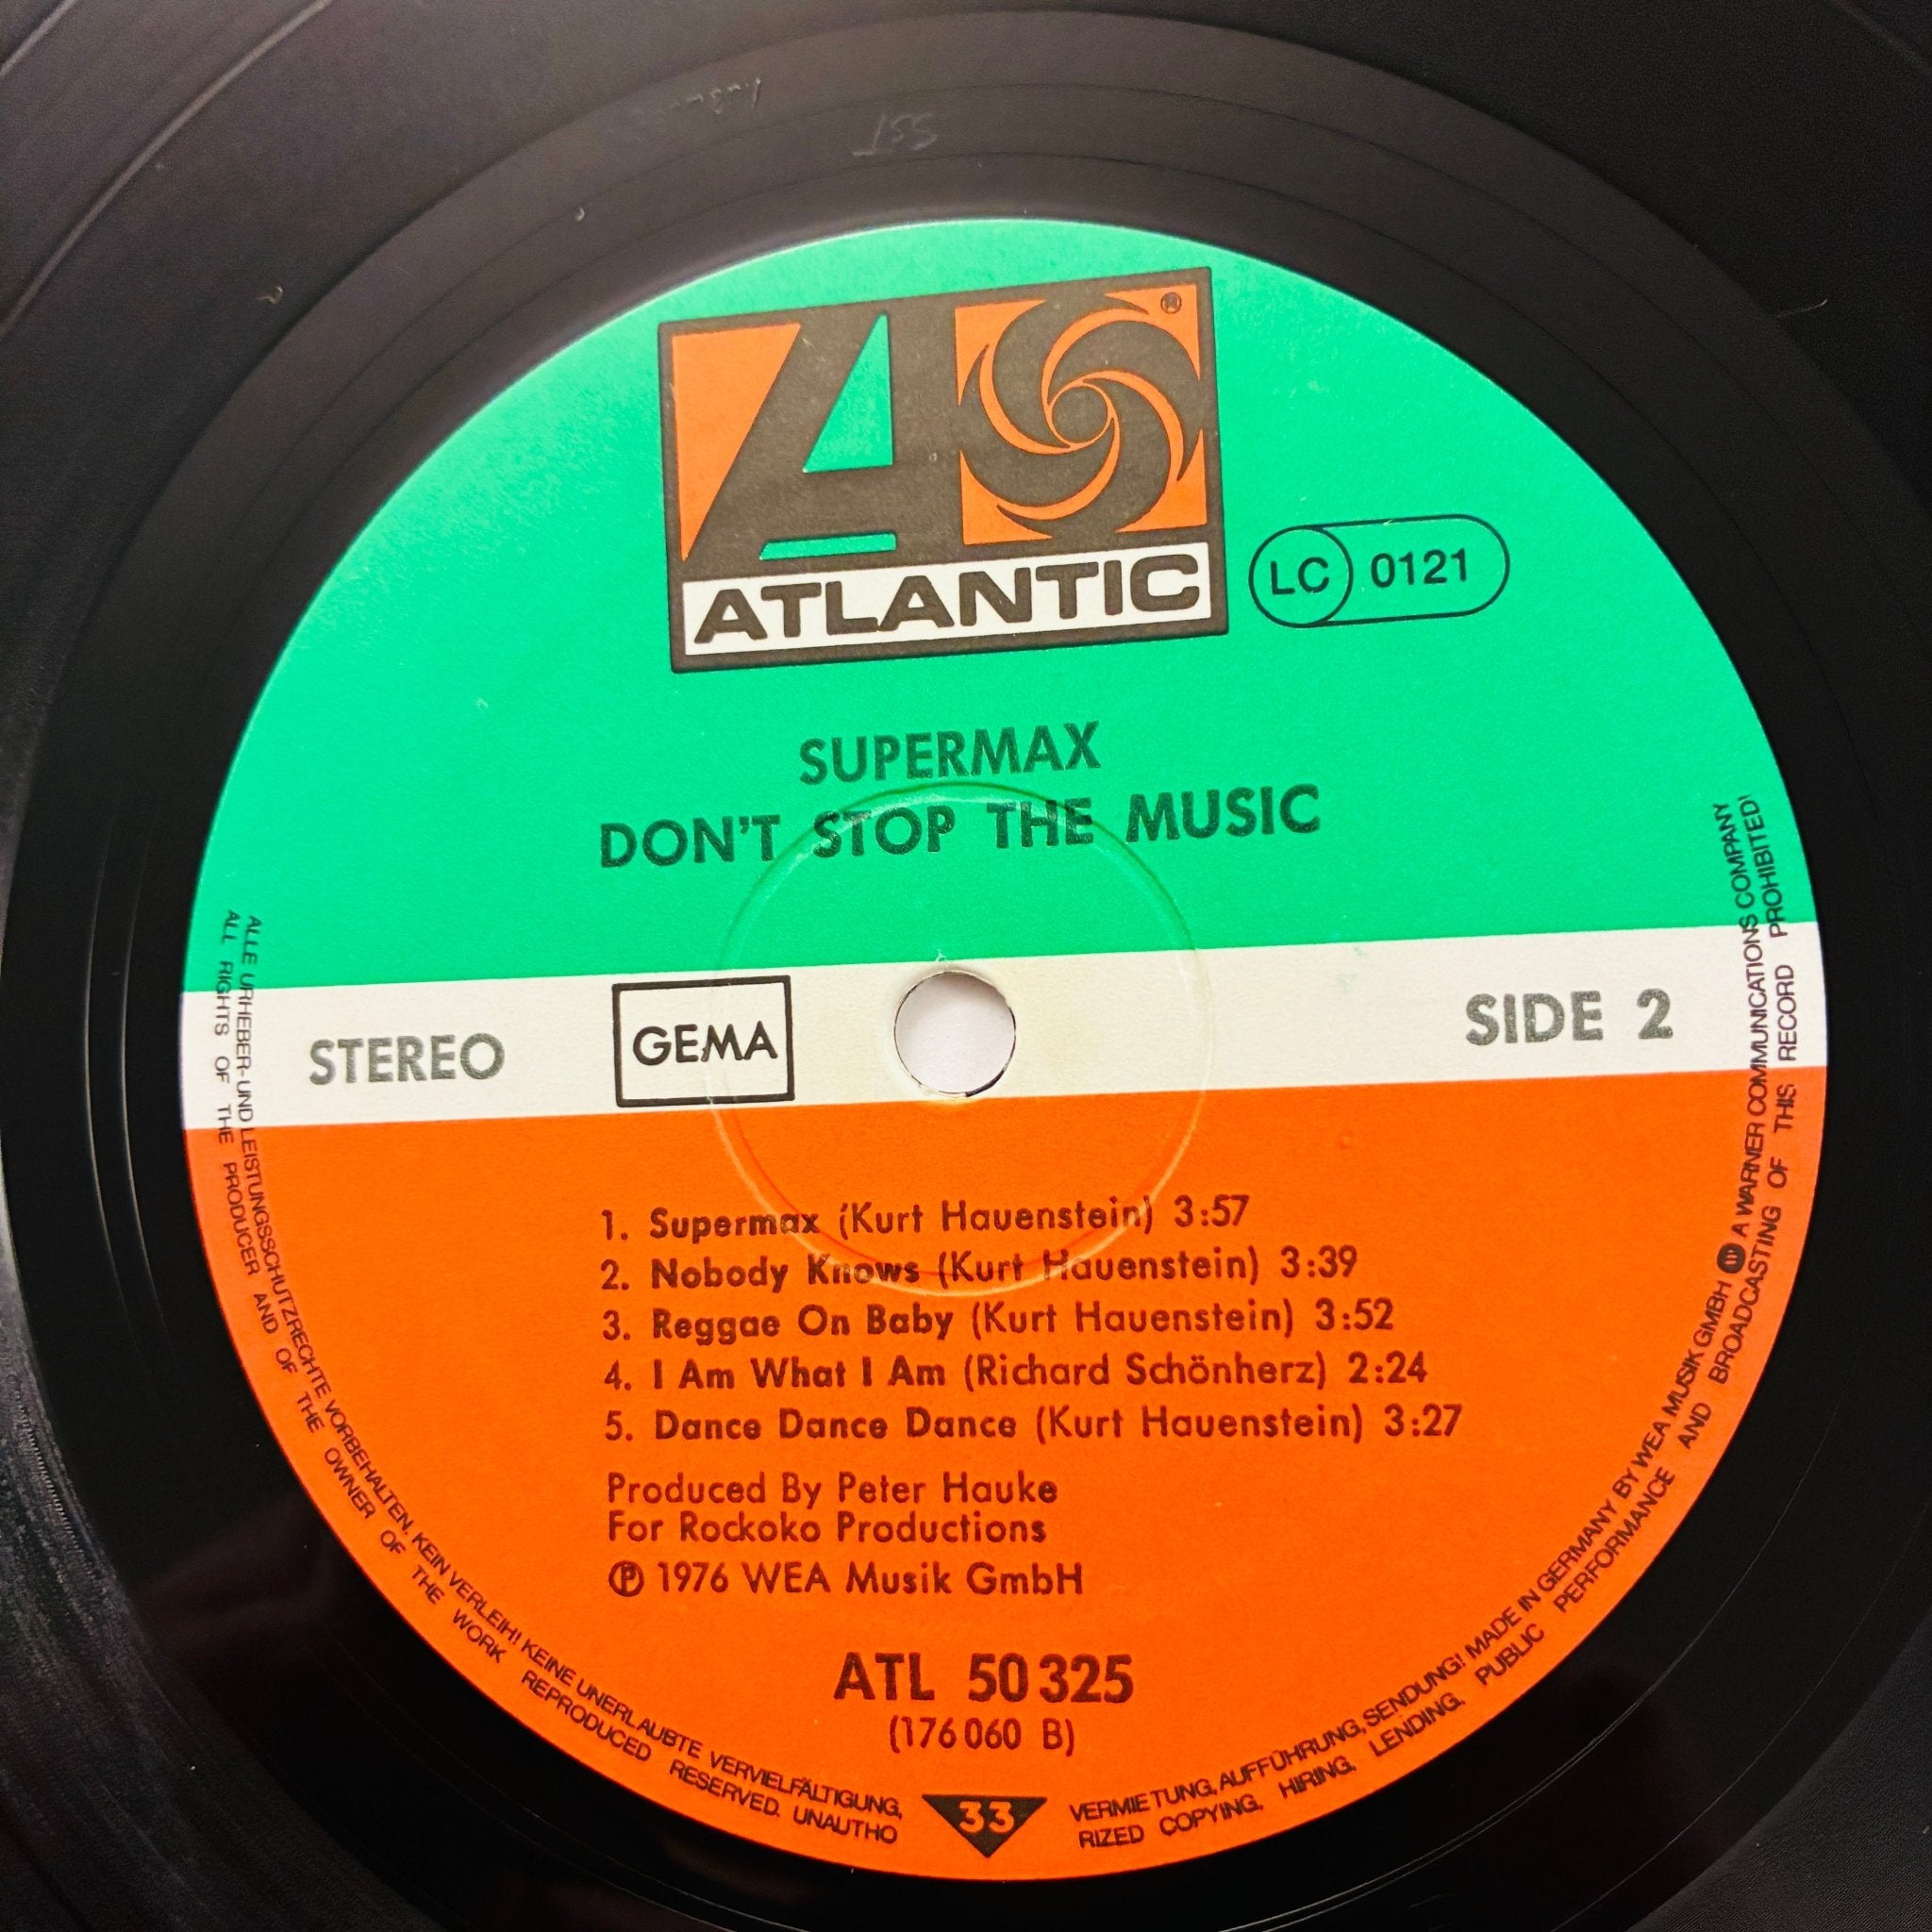 SST
ATLANTIC
LC 0121
SUPERMAX
DON'T STOP THE MUSIC
STEREO
GEMA
SIDE 2
1. Supermax (Kurt Hauenstein) 3:57
2. Nobody Knows (Kurt Hauenstein) 3:39
3. Reggae On Baby (Kurt Hauenstein) 3:52
4. I Am What I Am (Richard Schönherz) 2:24
5. Dance Dance Dance (Kurt Hauenstein) 3:27
Produced By Peter Hauke
For Rockoko Productions
℗ 1976 WEA Musik GmbH
ATL 50 325
(176 060 B)
33
ALLE URHEBER-UND LEISTUNGSSCHUTZRECHTE VORBEHALTEN. KEIN VERLEIH! KEINE UNERLAUBTE VERVIELFÄLTIGUNG, VERMIETUNG, AUFFÜHRUNG, SENDUNG! MADE IN GERMANY BY WEA MUSIK GMBH A WARNER COMMUNICATIONS COMPANY
ALL RIGHTS OF THE PRODUCER AND OF THE OWNER OF THE WORK REPRODUCED RESERVED. UNAUTHO RIZED COPYING, HIRING, LENDING, PUBLIC PERFORMANCE AND BROADCASTING OF THIS RECORD PROHIBITED!